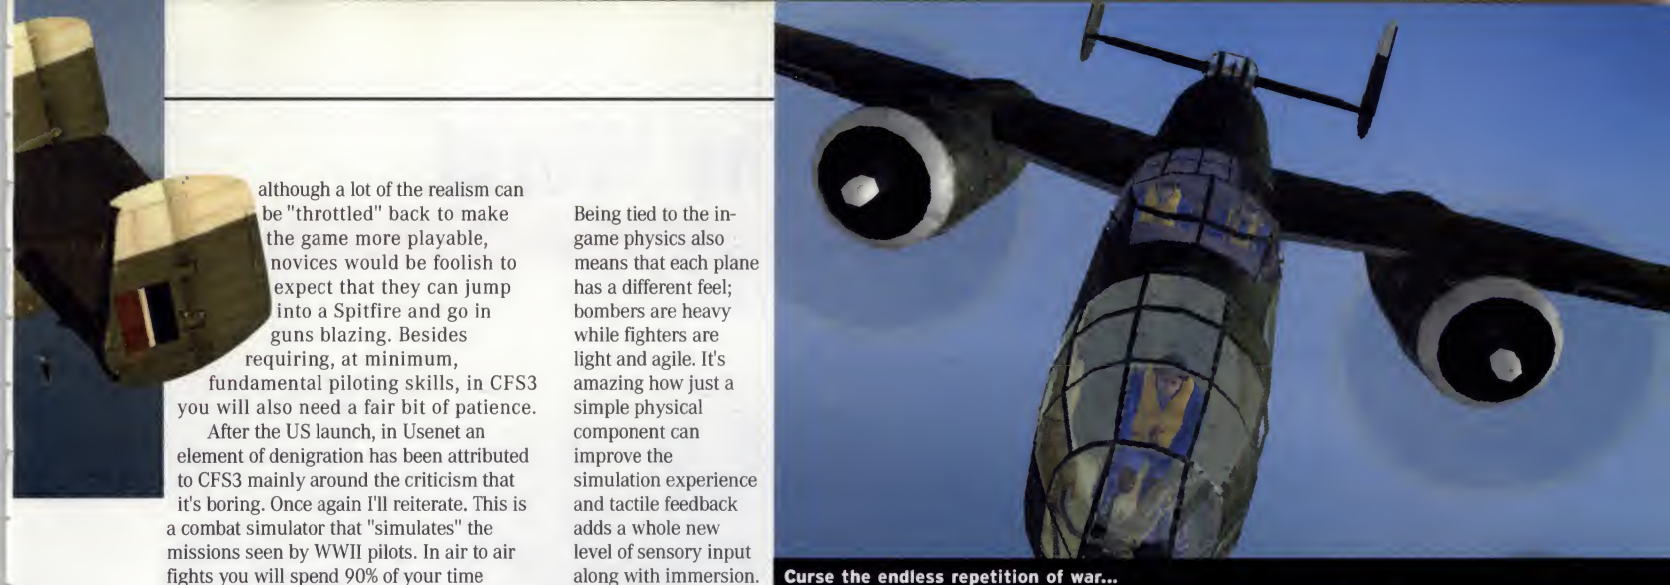 although a lot of the realism can
be "throttled" back to make
the game more playable,
novices would be foolish to
expect that they can jump
into a Spitfire and go in
guns blazing. Besides
requiring, at minimum,
fundamental piloting skills, in CFS3
you will also need a fair bit of patience.
After the US launch, in Usenet an
element of denigration has been attributed
to CFS3 mainly around the criticism that
it's boring. Once again I'll reiterate. This is
a combat simulator that "simulates" the
missions seen by WWII pilots. In air to air
fights you will spend 90% of your time
Being tied to the in-
game physics also
means that each plane
has a different feel;
bombers are heavy
while fighters are
light and agile. It's
amazing how just a
simple physical
component can
improve the
simulation experience
and tactile feedback
adds a whole new
level of sensory input
along with immersion.
Curse the endless repetition of war...